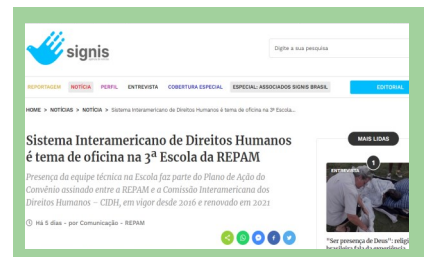 signis
Digite a sua pesquisa
REPORTAGEM NOTÍCIA PERFIL ENTREVISTA COBERTURA ESPECIAL ESPECIAL: ASSOCIADOS SIGNIS BRASIL EDITORIAL
HOME > NOTÍCIAS > NOTÍCIA > Sistema Interamericano de Direitos Humanos é tema de oficina na 3ª Escola...
Sistema Interamericano de Direitos Humanos
é tema de oficina na 3ª Escola da REPAM
Presença da equipe técnica na Escola faz parte do Plano de Ação do
Convênio assinado entre a REPAM e a Comissão Interamericana dos
Direitos Humanos - CIDH, em vigor desde 2016 e renovado em 2021
Há 5 dias - por Comunicação - REPAM
MAIS LIDAS
1
ENTREVISTA
"Ser presença de Deus": religi
brasileira fala da experiência